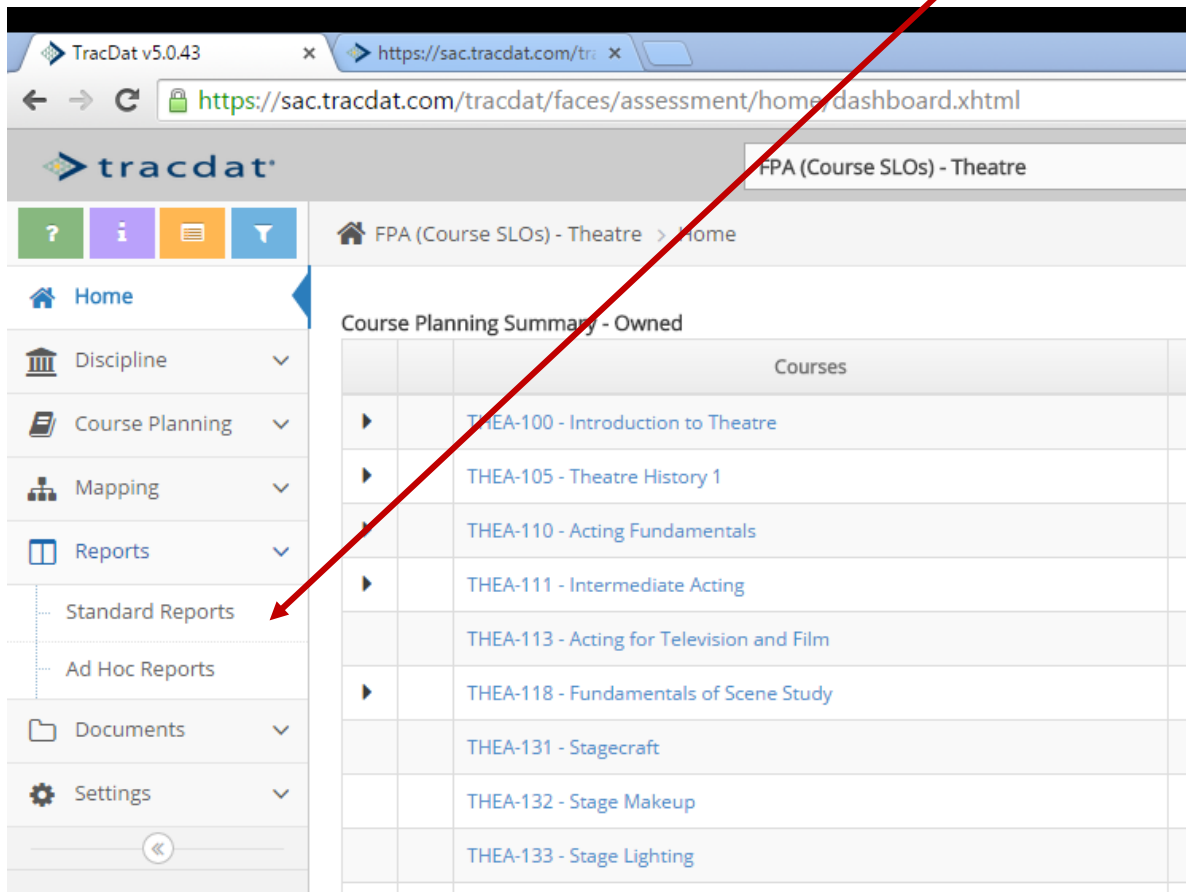 TracDat v5.0.43 × https://sac.tracdat.com/tra ×
https://sac.tracdat.com/tracdat/faces/assessment/home/dashboard.xhtml
tracdat
FPA (Course SLOs) - Theatre
? i
FPA (Course SLOs) - Theatre > Home
Home
Discipline
Course Planning
Mapping
Reports
Standard Reports
Ad Hoc Reports
Documents
Settings
Course Planning Summary - Owned
Courses
THEA-100 - Introduction to Theatre
THEA-105 - Theatre History 1
THEA-110 - Acting Fundamentals
THEA-111 - Intermediate Acting
THEA-113 - Acting for Television and Film
THEA-118 - Fundamentals of Scene Study
THEA-131 - Stagecraft
THEA-132 - Stage Makeup
THEA-133 - Stage Lighting